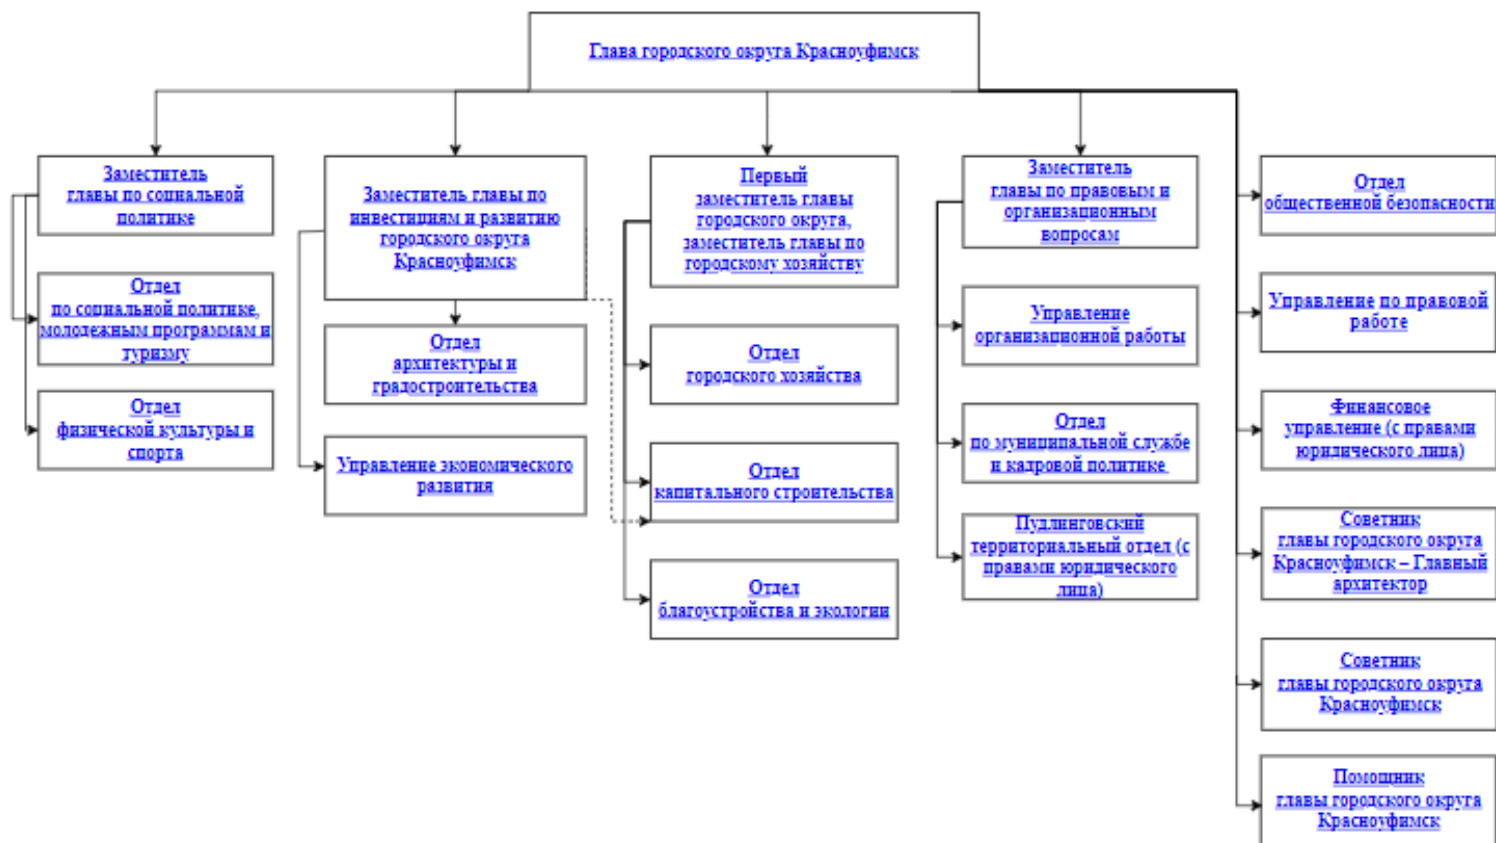 Глава городского округа Красноуфимск
Заместитель
главы по социальной
политике
Отдел
по социальной политике,
молодежным программам и
туризму
Отдел
физической культуры и
спорта
Заместитель главы по
инвестициям и развитию
городского округа
Красноуфимск
Отдел
архитектуры и
градостроительства
Управление экономического
развития
Первый
заместитель главы
городского округа,
заместитель главы по
городскому хозяйству
Отдел
городского хозяйства
Отдел
капитального строительства
Отдел
благоустройства и экологии
Заместитель
главы по правовым и
организационным
вопросам
Управление
организационной работы
Отдел
по муниципальной службе
и кадровой политике
Пудлинговский
территориальный отдел (с
правами юридического
лица)
Отдел
общественной безопасности
Управление по правовой
работе
Финансовое
управление (с правами
юридического лица)
Советник
главы городского округа
Красноуфимск – Главный
архитектор
Советник
главы городского округа
Красноуфимск
Помощник
главы городского округа
Красноуфимск